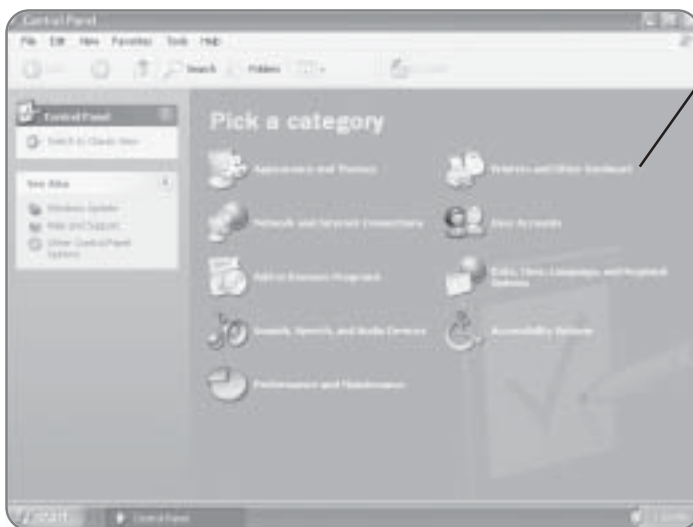 Control Panel
File Edit View Favorites Tools Help
Search Folders
Control Panel
Switch to Classic View
See Also
Windows Update
Help and Support
Other Control Panel
Options
Pick a category
Appearance and Themes
Printers and Other Hardware
Network and Internet Connections
User Accounts
Add or Remove Programs
Date, Time, Language, and Regional
Options
Sounds, Speech, and Audio Devices
Accessibility Options
Performance and Maintenance
start
Control Panel